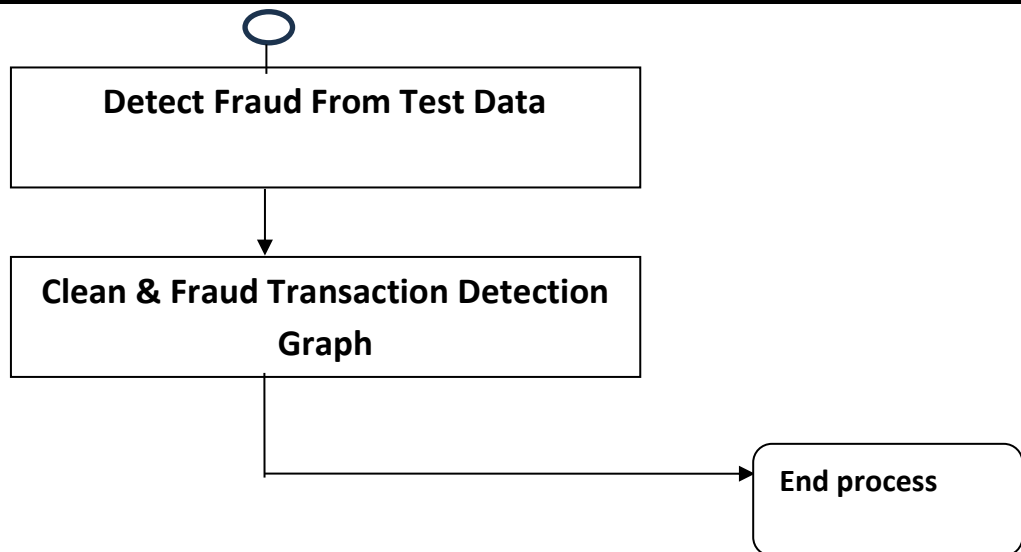 Detect Fraud From Test Data
Clean & Fraud Transaction Detection
Graph
End process